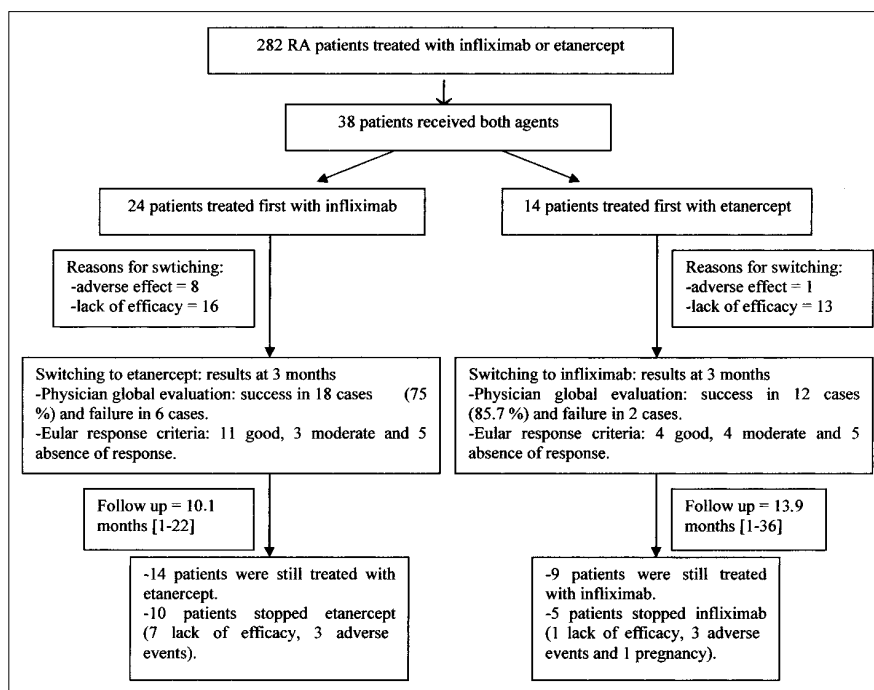 282 RA patients treated with infliximab or etanercept
38 patients received both agents
24 patients treated first with infliximab
14 patients treated first with etanercept
Reasons for swtiching:
-adverse effect = 8
-lack of efficacy = 16
Reasons for switching:
-adverse effect = 1
-lack of efficacy = 13
Switching to etanercept: results at 3 months
-Physician global evaluation: success in 18 cases (75
%) and failure in 6 cases.
-Eular response criteria: 11 good, 3 moderate and 5
absence of response.
Switching to infliximab: results at 3 months
-Physician global evaluation: success in 12 cases
(85.7 %) and failure in 2 cases.
-Eular response criteria: 4 good, 4 moderate and 5
absence of response.
Follow up = 10.1
months [1-22]
Follow up = 13.9
months [1-36]
-14 patients were still treated with
etanercept.
-10 patients stopped etanercept
(7 lack of efficacy, 3 adverse
events).
-9 patients were still treated
with infliximab.
-5 patients stopped infliximab
(1 lack of efficacy, 3 adverse
events and 1 pregnancy).